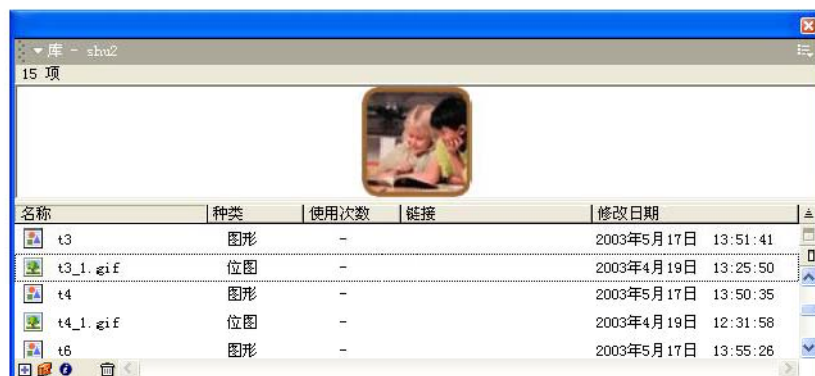 库 - shu2
15 项
名称 种类 使用次数 链接 修改日期
t3 图形 - 2003年5月17日 13:51:41
t3_1.gif 位图 - 2003年4月19日 13:25:50
t4 图形 - 2003年5月17日 13:50:35
t4_1.gif 位图 - 2003年4月19日 12:31:58
t6 图形 - 2003年5月17日 13:55:26